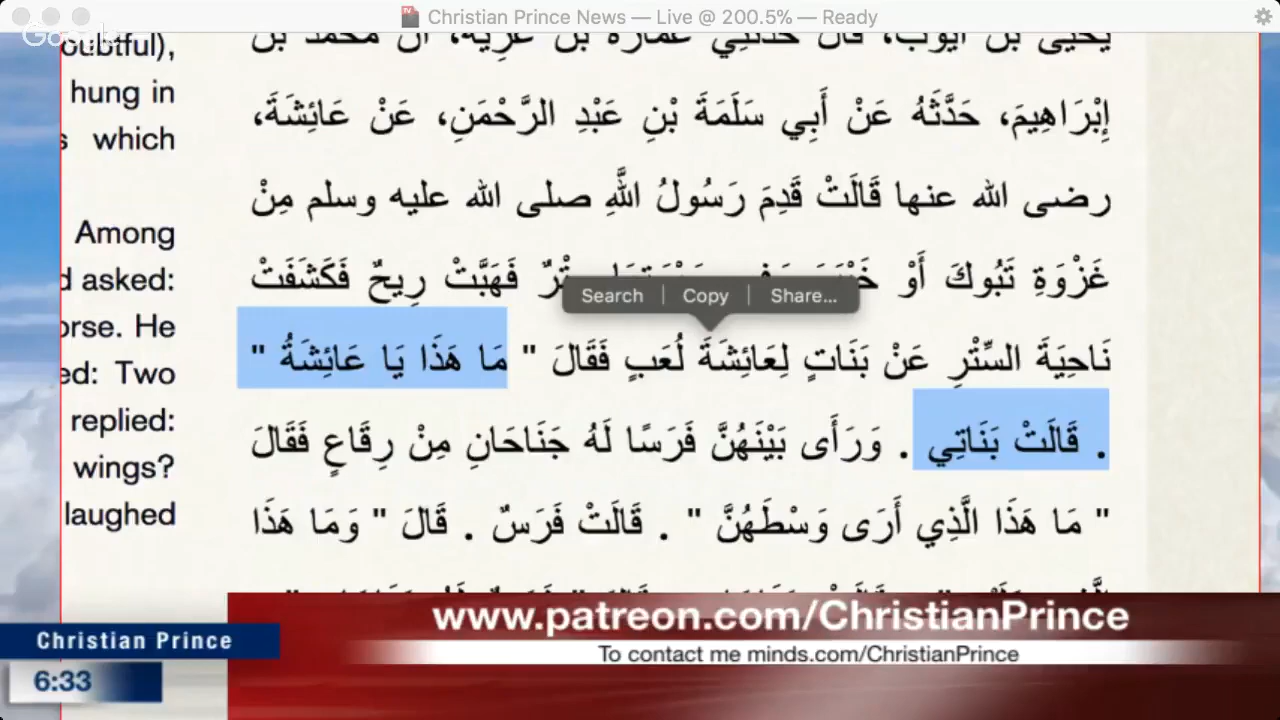 Christian Prince News — Live @ 200.5% — Ready
Google
oubtful),
hung in
s which
Among
d asked:
orse. He
ed: Two
replied:
wings?
laughed
إِبْرَاهِيمَ، حَدَّثَهُ عَنْ أَبِي سَلَمَةَ بْنِ عَبْدِ الرَّحْمَنِ، عَنْ عَائِشَةَ،
رضى الله عنها قَالَتْ قَدِمَ رَسُولُ اللَّهِ صلى الله عليه وسلم مِنْ
غَزْوَةِ تَبُوكَ أَوْ فَهَبَّتْ رِيحٌ فَكَشَفَتْ
Search Copy Share...
نَاحِيَةَ السِّتْرِ عَنْ بَنَاتٍ لِعَائِشَةَ لُعَبٍ فَقَالَ " مَا هَذَا يَا عَائِشَةُ "
. قَالَتْ بَنَاتِي . وَرَأَى بَيْنَهُنَّ فَرَسًا لَهُ جَنَاحَانِ مِنْ رِقَاعٍ فَقَالَ
" مَا هَذَا الَّذِي أَرَى وَسْطَهُنَّ " . قَالَتْ فَرَسٌ . قَالَ " وَمَا هَذَا
www.patreon.com/ChristianPrince
To contact me minds.com/ChristianPrince
Christian Prince
6:33